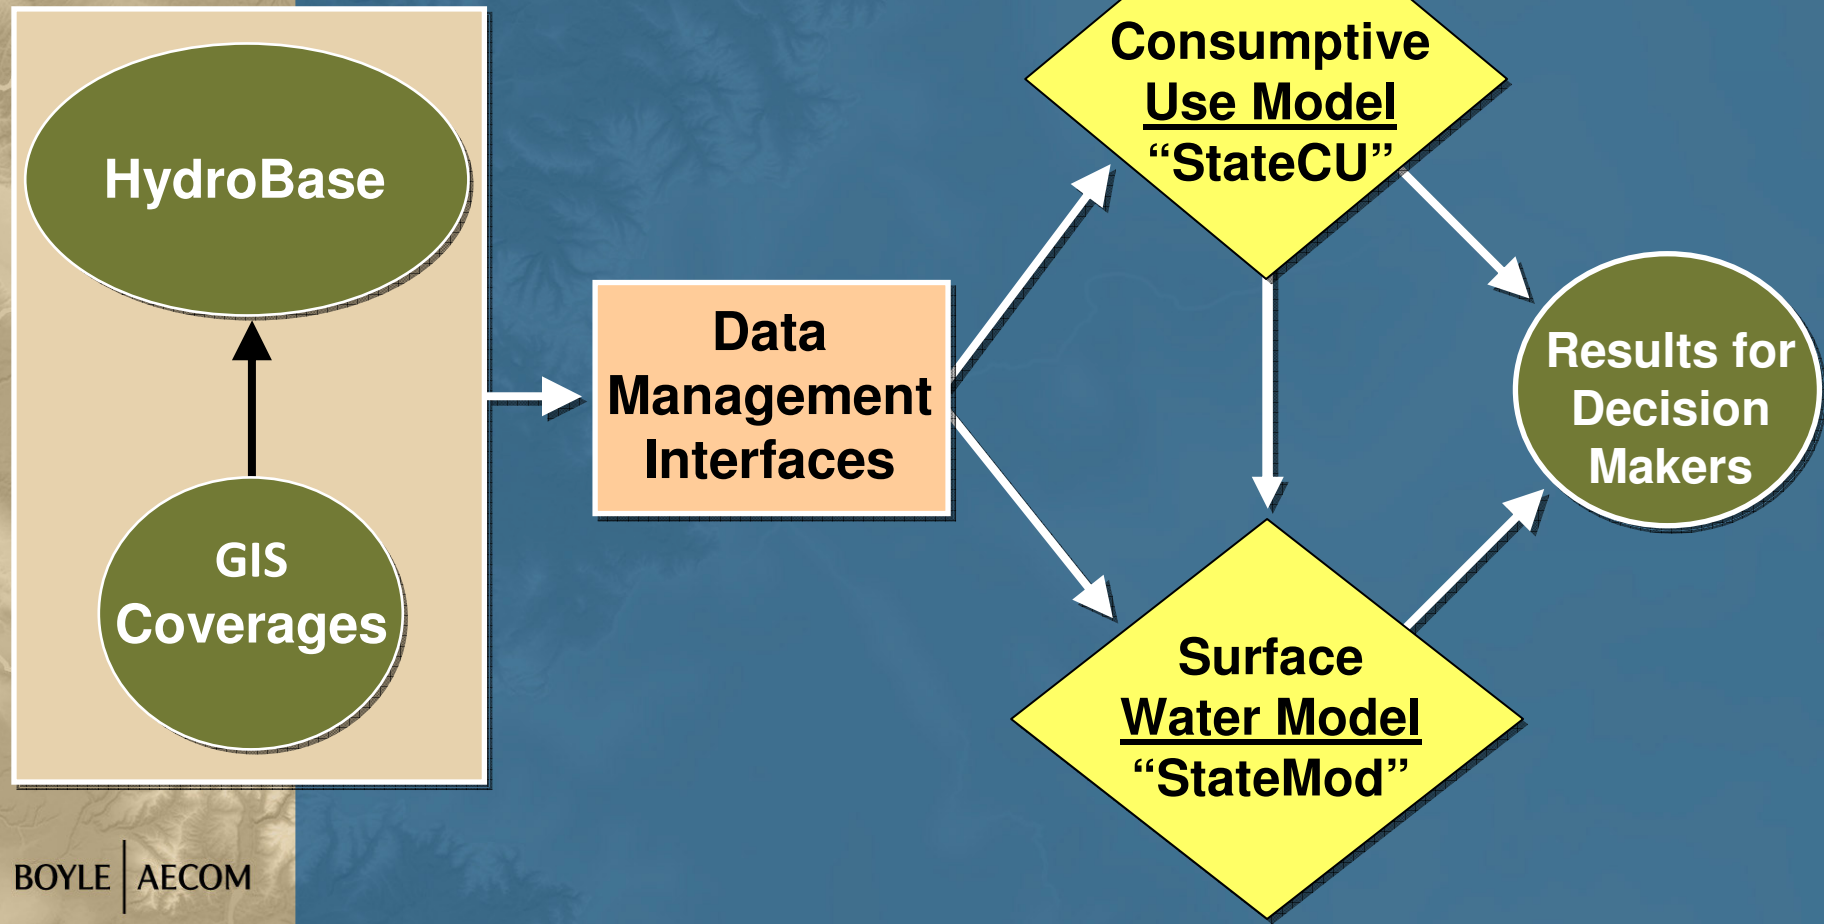 HydroBase
GIS
Coverages
Data
Management
Interfaces
Consumptive
Use Model
“StateCU”
Surface
Water Model
“StateMod”
Results for
Decision
Makers
BOYLE | AECOM